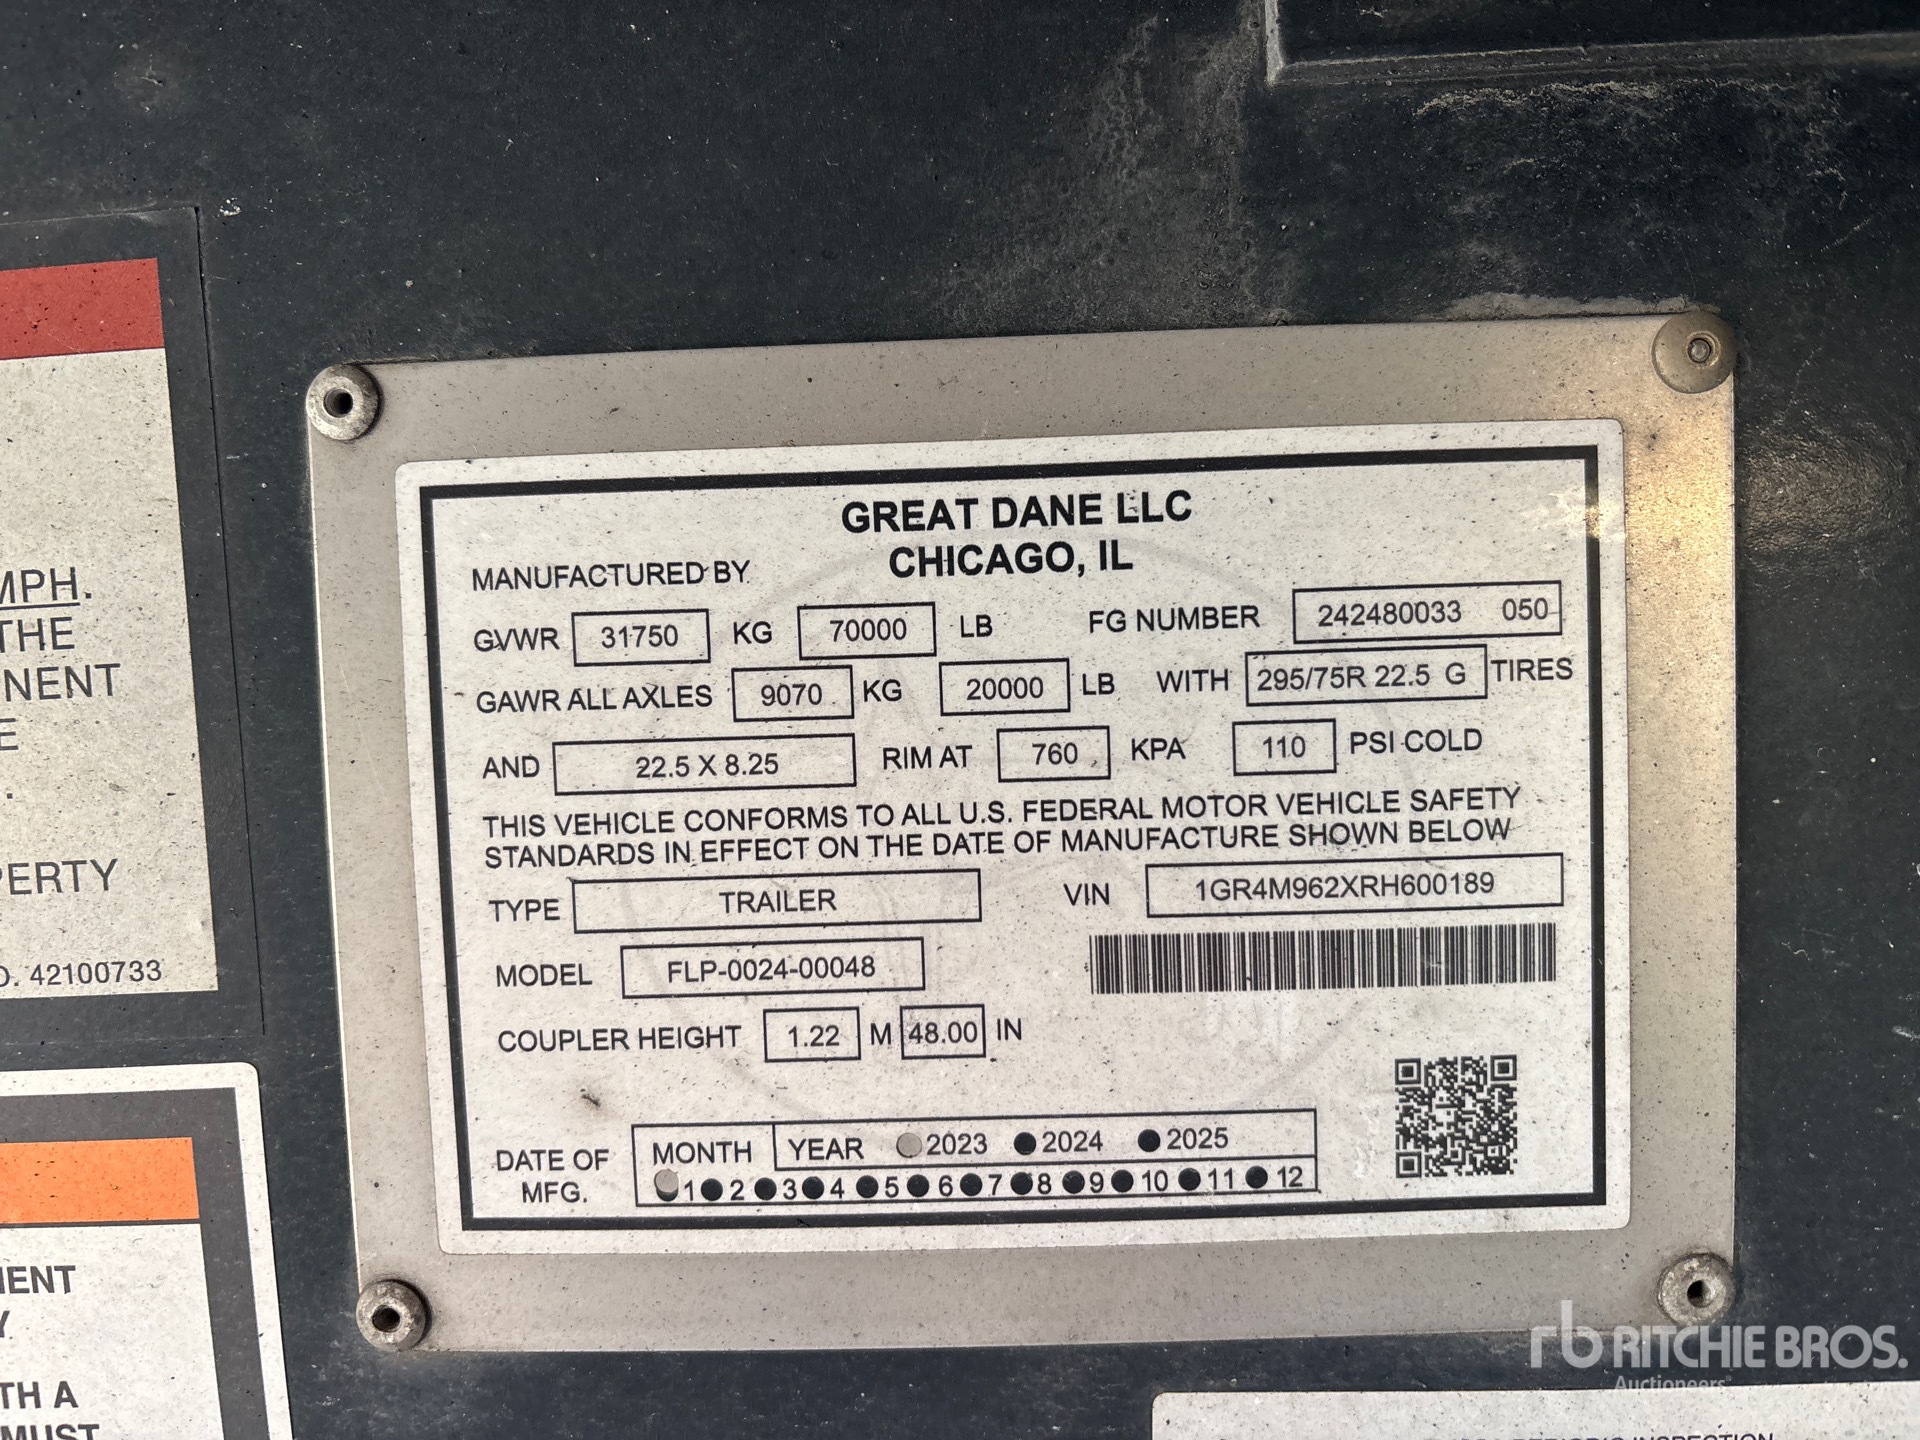 GREAT DANE LLC
MANUFACTURED BY CHICAGO, IL
GVWR 31750 KG 70000 LB FG NUMBER 242480033 050
GAWR ALL AXLES 9070 KG 20000 LB WITH 295/75R 22.5 G TIRES
AND 22.5 X 8.25 RIM AT 760 KPA 110 PSI COLD
THIS VEHICLE CONFORMS TO ALL U.S. FEDERAL MOTOR VEHICLE SAFETY
STANDARDS IN EFFECT ON THE DATE OF MANUFACTURE SHOWN BELOW
TYPE TRAILER VIN 1GR4M962XRH600189
MODEL FLP-0024-00048
COUPLER HEIGHT 1.22 M 48.00 IN
DATE OF MFG. MONTH YEAR 2023 2024 2025
1 2 3 4 5 6 7 8 9 10 11 12
MPH.
THE
NENT
E
.
PERTY
O. 42100733
MENT
Y
TH A
MUST
PERIODIC INSPECTION
rb RITCHIE BROS.
Auctioneers